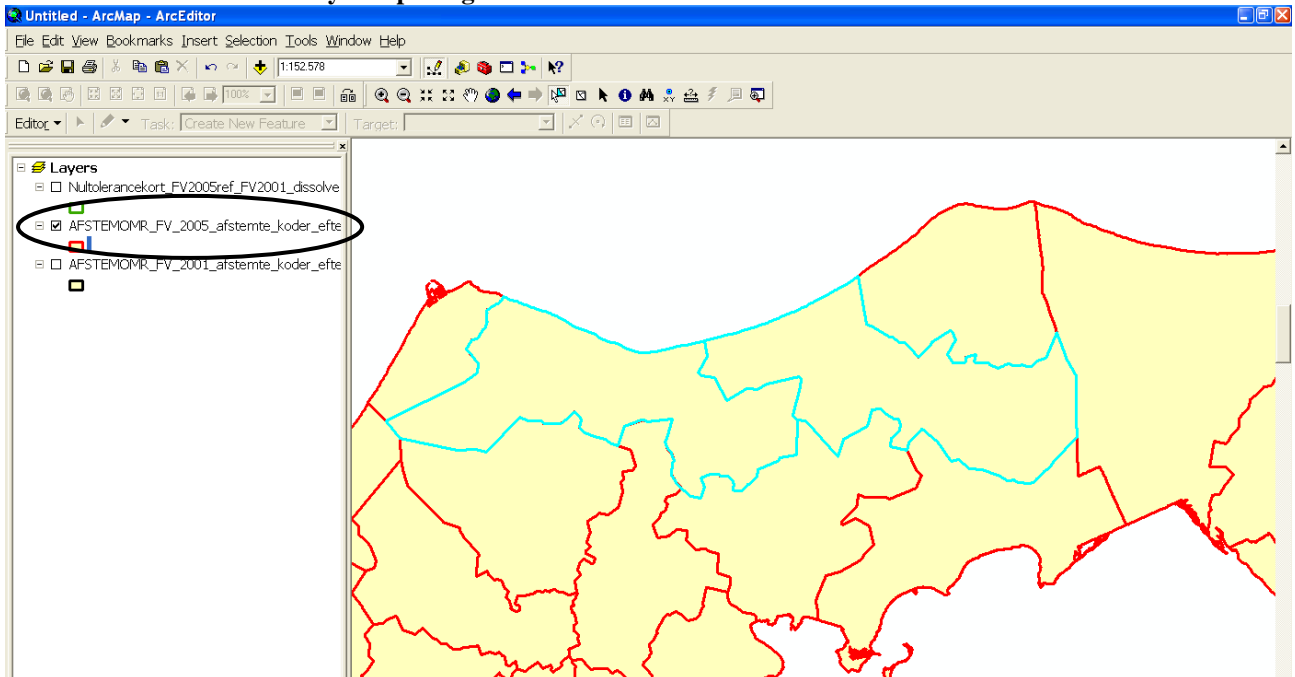 Untitled - ArcMap - ArcEditor
File Edit View Bookmarks Insert Selection Tools Window Help
1:152.578
100%
Editor Task: Create New Feature Target:
Layers
Nultolerancekort_FV2005ref_FV2001_dissolve
AFSTEMOMR_FV_2005_afstemte_koder_efte
AFSTEMOMR_FV_2001_afstemte_koder_efte